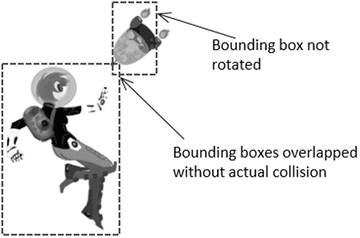 Bounding box not
rotated
Bounding boxes overlapped
without actual collision